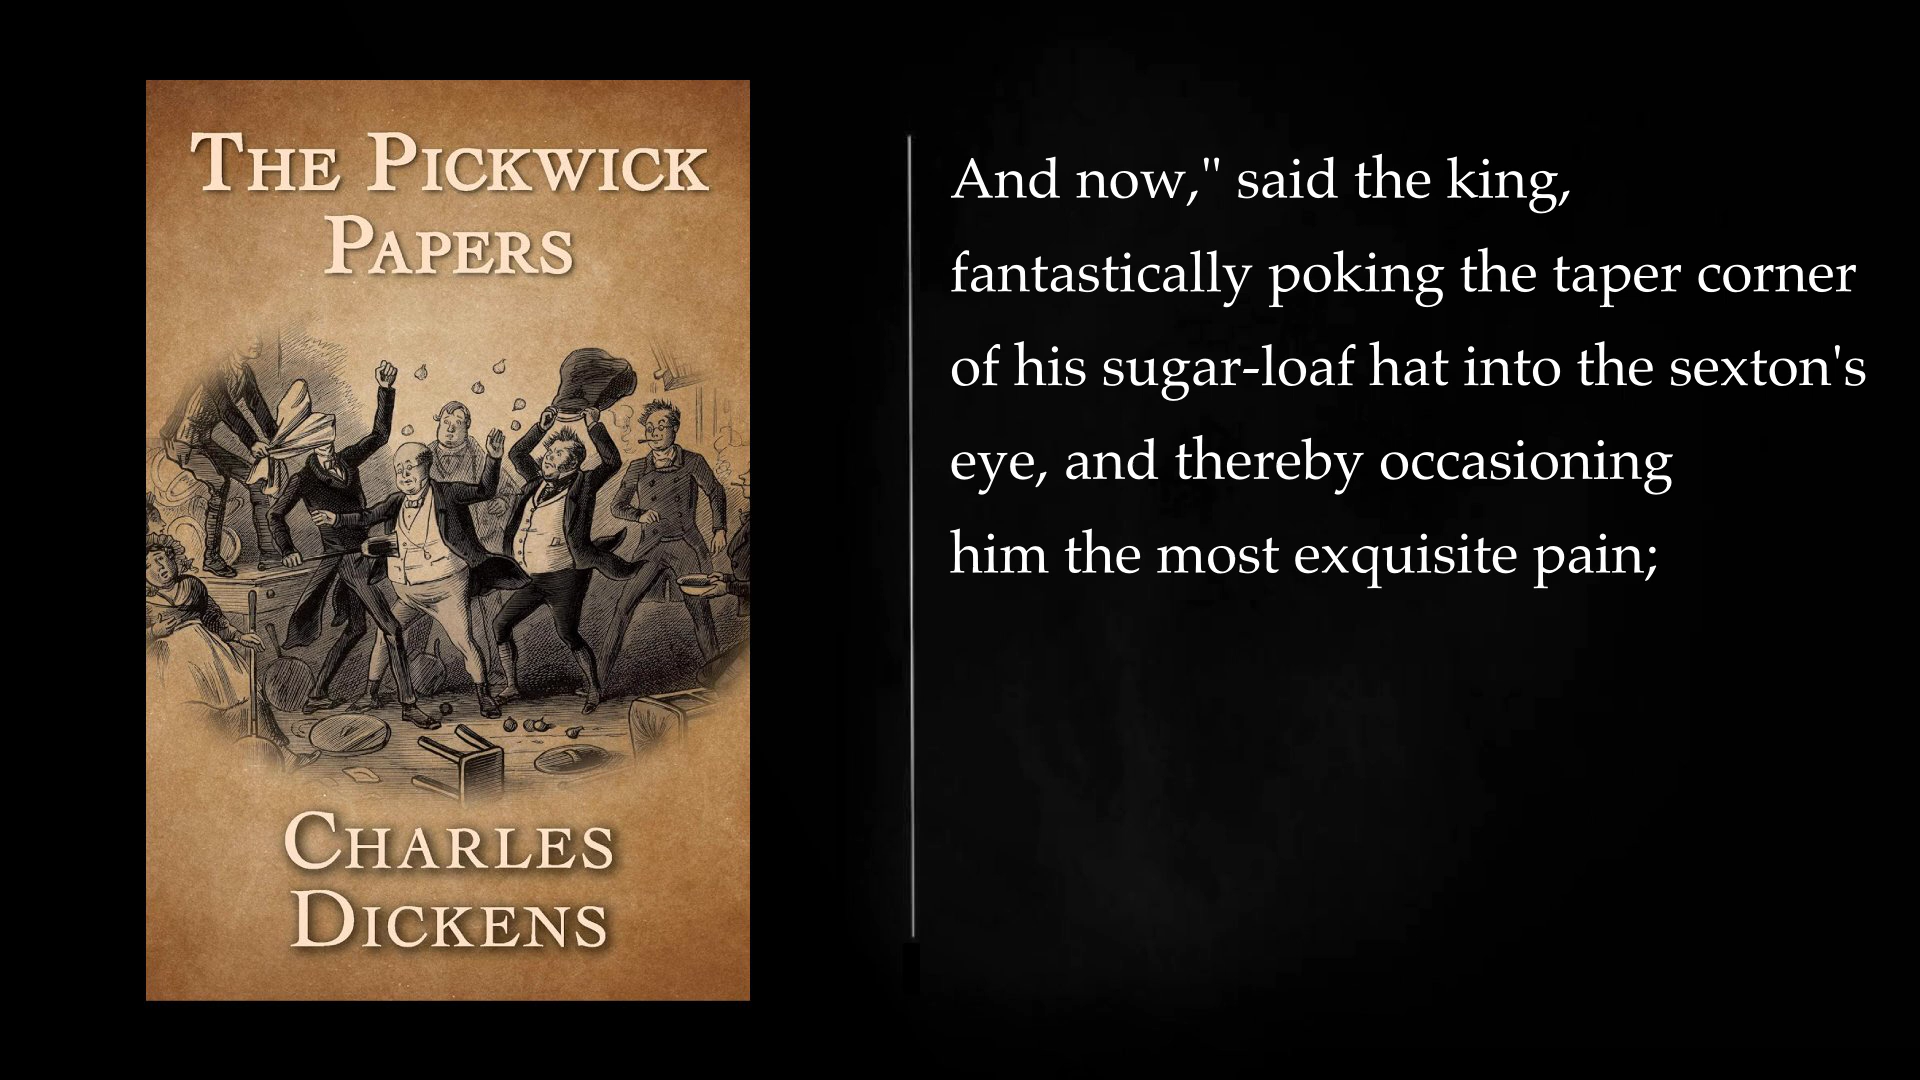 THE PICKWICK
PAPERS
CHARLES
DICKENS
And now," said the king,
fantastically poking the taper corner
of his sugar-loaf hat into the sexton's
eye, and thereby occasioning
him the most exquisite pain;